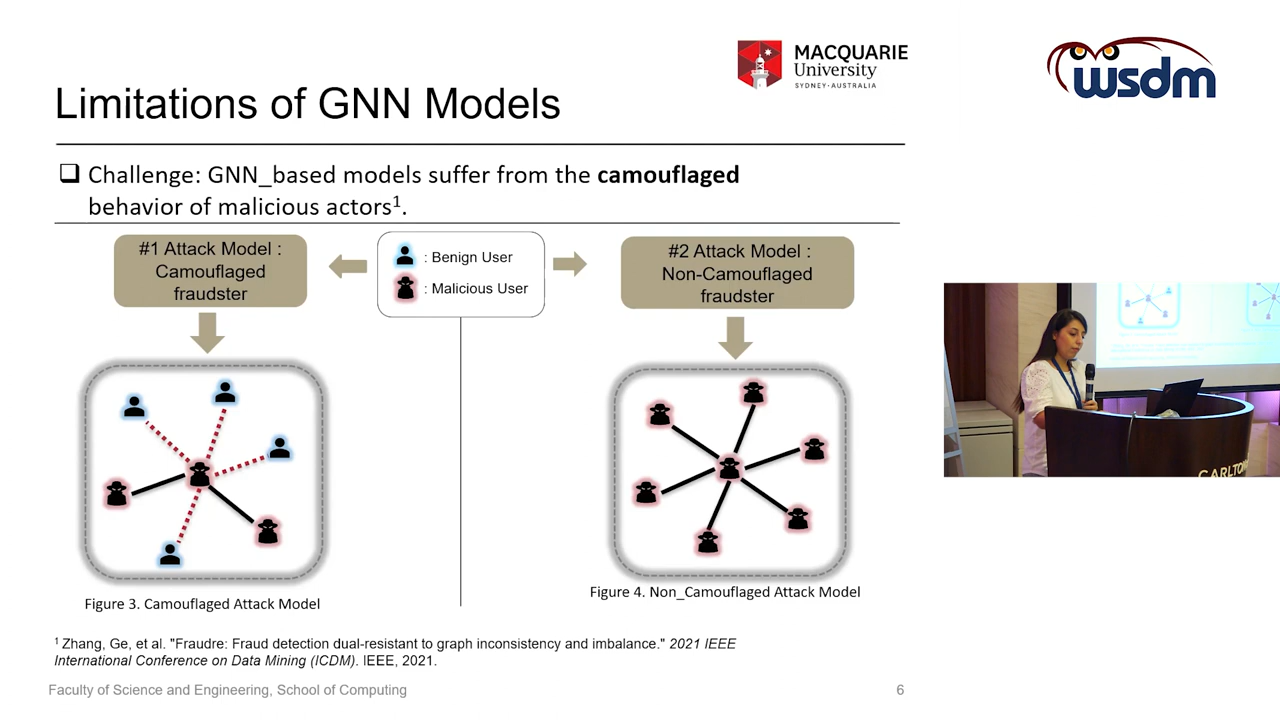 MACQUARIE
University
SYDNEY·AUSTRALIA
wsdm
Limitations of GNN Models
❑ Challenge: GNN_based models suffer from the camouflaged
behavior of malicious actors¹.
#1 Attack Model :
Camouflaged
fraudster
: Benign User
: Malicious User
#2 Attack Model :
Non-Camouflaged
fraudster
Figure 3. Camouflaged Attack Model
Figure 4. Non_Camouflaged Attack Model
CARLTON
¹ Zhang, Ge, et al. "Fraudre: Fraud detection dual-resistant to graph inconsistency and imbalance." 2021 IEEE
International Conference on Data Mining (ICDM). IEEE, 2021.
Faculty of Science and Engineering, School of Computing
6